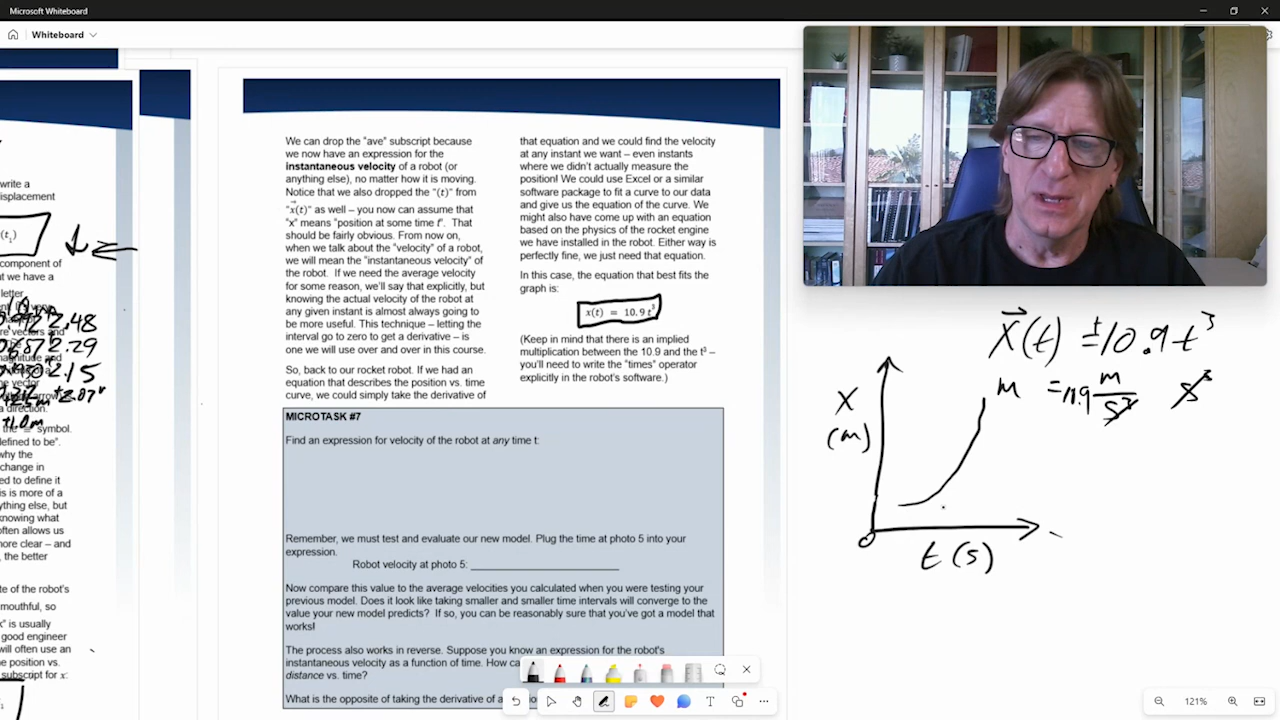 Microsoft Whiteboard
Whiteboard
write a
isplacement
(t₁)
component of
t we have a
letter
We can drop the "ave" subscript because
we now have an expression for the
instantaneous velocity of a robot (or
anything else), no matter how it is moving.
Notice that we also dropped the "(t)" from
"x⃗(t)" as well – you now can assume that
"x" means "position at some time t". That
should be fairly obvious. From now on,
when we talk about the "velocity" of a robot,
we will mean the "instantaneous velocity" of
the robot. If we need the average velocity
for some reason, we'll say that explicitly, but
knowing the actual velocity of the robot at
any given instant is almost always going to
be more useful. This technique – letting the
interval go to zero to get a derivative – is
one we will use over and over in this course.
So, back to our rocket robot. If we had an
equation that describes the position vs. time
curve, we could simply take the derivative of
that equation and we could find the velocity
at any instant we want – even instants
where we didn't actually measure the
position! We could use Excel or a similar
software package to fit a curve to our data
and give us the equation of the curve. We
might also have come up with an equation
based on the physics of the rocket engine
we have installed in the robot. Either way is
perfectly fine, we just need that equation.
In this case, the equation that best fits the
graph is:
x(t) = 10.9 t³
(Keep in mind that there is an implied
multiplication between the 10.9 and the t³ –
you'll need to write the "times" operator
explicitly in the robot's software.)
MICROTASK #7
Find an expression for velocity of the robot at any time t:
Remember, we must test and evaluate our new model. Plug the time at photo 5 into your
expression.
Robot velocity at photo 5:
Now compare this value to the average velocities you calculated when you were testing your
previous model. Does it look like taking smaller and smaller time intervals will converge to the
value your new model predicts? If so, you can be reasonably sure that you've got a model that
works!
The process also works in reverse. Suppose you know an expression for the robot's
instantaneous velocity as a function of time. How ca
distance vs. time?
What is the opposite of taking the derivative of a
2.48
2.29
2.15
a direction.
the "≡" symbol.
efined to be".
why the
change in
ed to define it
is is more of a
ything else, but
knowing what
often allows us
more clear – and
, the better
te of the robot's
mouthful, so
k" is usually
good engineer
will often use an
e position vs.
subscript for x:
x⃗(t) = 10.9 t³
m = 10.9 m/s³ s³
x
(m)
0
t (s)
121%